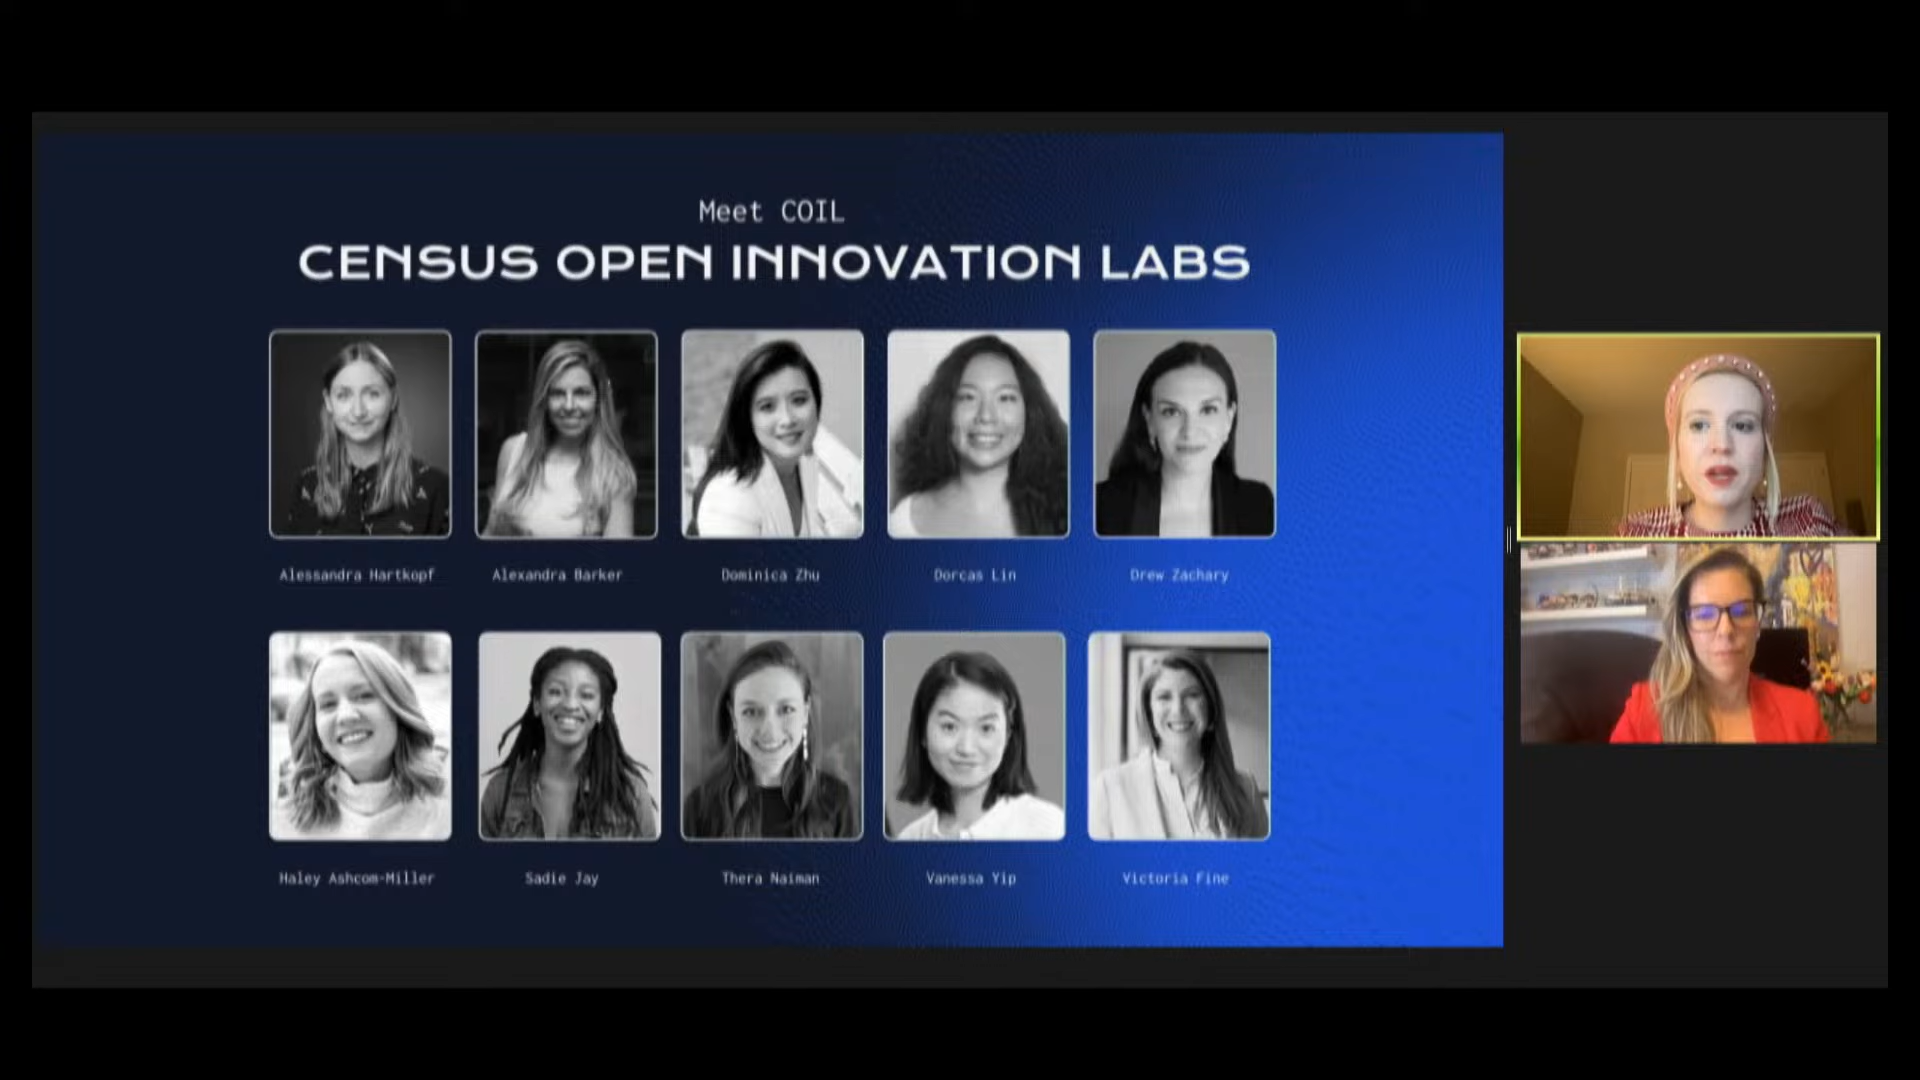 Meet COIL
CENSUS OPEN INNOVATION LABS
Alessandra Hartkopf
Alexandra Barker
Dominica Zhu
Dorcas Lin
Drew Zachary
Haley Ashcom-Miller
Sadie Jay
Thera Naiman
Vanessa Yip
Victoria Fine